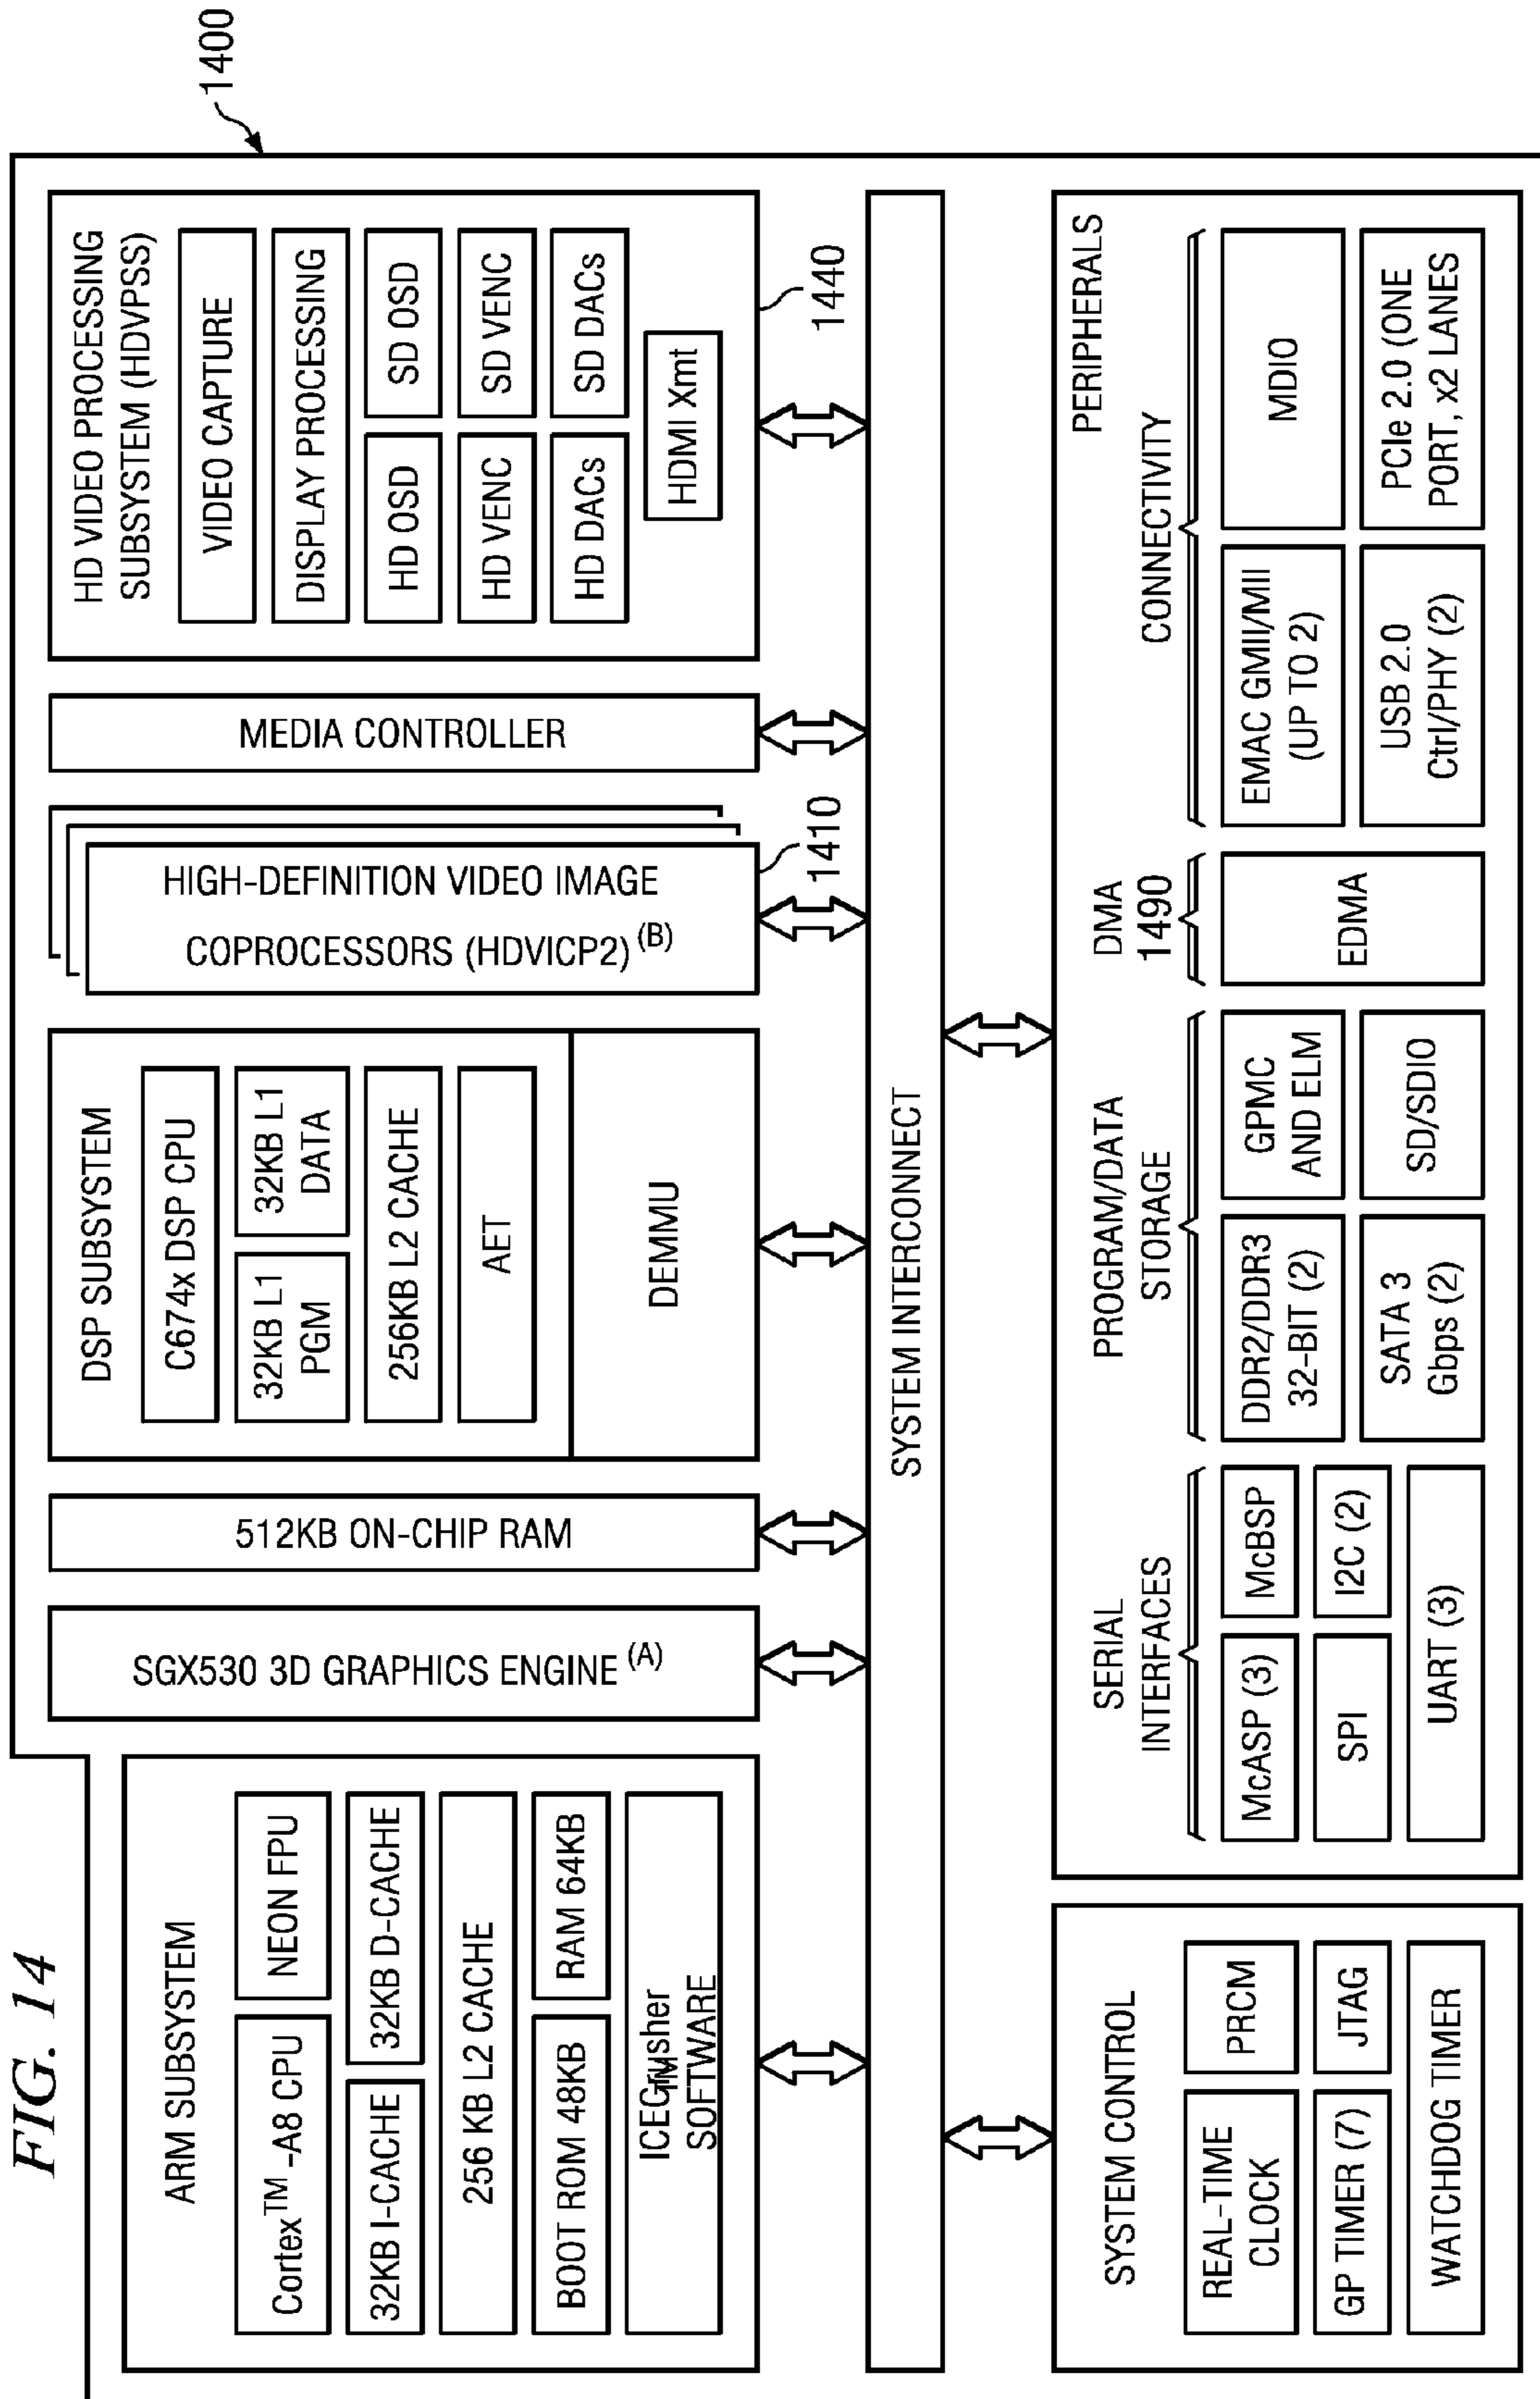 FIG. 14
1400
ARM SUBSYSTEM
Cortex™-A8 CPU
NEON FPU
32KB I-CACHE
32KB D-CACHE
256 KB L2 CACHE
BOOT ROM 48KB
RAM 64KB
ICECrusher
TM
SOFTWARE
SGX530 3D GRAPHICS ENGINE (A)
512KB ON-CHIP RAM
DSP SUBSYSTEM
C674x DSP CPU
32KB L1
PGM
32KB L1
DATA
256KB L2 CACHE
AET
DEMMU
HIGH-DEFINITION VIDEO IMAGE
COPROCESSORS (HDVICP2) (B)
1410
MEDIA CONTROLLER
HD VIDEO PROCESSING
SUBSYSTEM (HDVPSS)
VIDEO CAPTURE
DISPLAY PROCESSING
HD OSD
SD OSD
HD VENC
SD VENC
HD DACs
SD DACs
HDMI Xmt
1440
SYSTEM INTERCONNECT
SYSTEM CONTROL
REAL-TIME
CLOCK
PRCM
GP TIMER (7)
JTAG
WATCHDOG TIMER
PERIPHERALS
SERIAL
INTERFACES
McASP (3)
McBSP
SPI
I2C (2)
UART (3)
PROGRAM/DATA
STORAGE
DDR2/DDR3
32-BIT (2)
GPMC
AND ELM
SATA 3
Gbps (2)
SD/SDIO
DMA
1490
EDMA
CONNECTIVITY
EMAC GMII/MII
(UP TO 2)
MDIO
USB 2.0
Ctrl/PHY (2)
PCIe 2.0 (ONE
PORT, x2 LANES